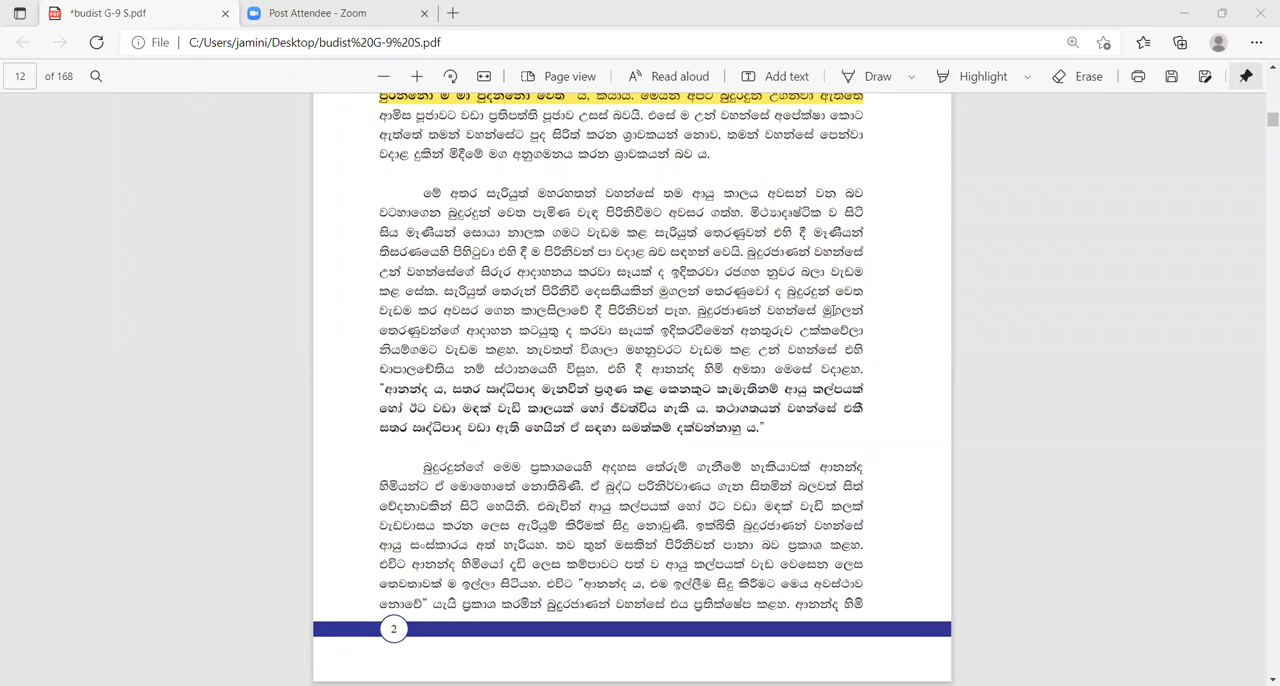 *budist G-9 S.pdf
Post Attendee - Zoom
File
C:/Users/jamini/Desktop/budist%20G-9%20S.pdf
12 of 168
Page view
Read aloud
Add text
Draw
Highlight
Erase
පුරන්නෝ ම මා පුදන්නෝ වෙති" යි, කියායි. මෙයින් අපට බුදුරදුන් උගන්වා ඇත්තේ
ආමිස පූජාවට වඩා ප්‍රතිපත්ති පූජාව උසස් බවයි. එසේ ම උන් වහන්සේ අපේක්ෂා කොට
ඇත්තේ තමන් වහන්සේට පුද සිරිත් කරන ශ්‍රාවකයන් නොව, තමන් වහන්සේ පෙන්වා
වදාළ දුකින් මිදීමේ මග අනුගමනය කරන ශ්‍රාවකයන් බව ය.
මේ අතර සැරියුත් මහරහතන් වහන්සේ තම ආයු කාලය අවසන් වන බව
වටහාගෙන බුදුරදුන් වෙත පැමිණ වැඳ පිරිනිවීමට අවසර ගත්හ. මිථ්‍යාදෘෂ්ටික ව සිටි
සිය මෑණියන් සොයා නාලක ගමට වැඩම කළ සැරියුත් තෙරණුවන් එහි දී මෑණියන්
තිසරණයෙහි පිහිටුවා එහි දී ම පිරිනිවන් පා වදාළ බව සඳහන් වෙයි. බුදුරජාණන් වහන්සේ
උන් වහන්සේගේ සිරුර ආදාහනය කරවා සෑයක් ද ඉදිකරවා රජගහ නුවර බලා වැඩම
කළ සේක. සැරියුත් තෙරුන් පිරිනිවී දෙසතියකින් මුගලන් තෙරණුවෝ ද බුදුරදුන් වෙත
වැඩම කර අවසර ගෙන කාලසිලාවේ දී පිරිනිවන් පෑහ. බුදුරජාණන් වහන්සේ මුගලන්
තෙරණුවන්ගේ ආදාහන කටයුතු ද කරවා සෑයක් ඉදිකරවීමෙන් අනතුරුව උක්කචේලා
නියම්ගමට වැඩම කළහ. නැවතත් විශාලා මහනුවරට වැඩම කළ උන් වහන්සේ එහි
චාපාලචේතිය නම් ස්ථානයෙහි විසූහ. එහි දී ආනන්ද හිමි අමතා මෙසේ වදාළහ.
"ආනන්ද ය, සතර සෘද්ධිපාද මැනවින් ප්‍රගුණ කළ කෙනකුට කැමැතිනම් ආයු කල්පයක්
හෝ ඊට වඩා මඳක් වැඩි කාලයක් හෝ ජීවත්විය හැකි ය. තථාගතයන් වහන්සේ එකී
සතර සෘද්ධිපාද වඩා ඇති හෙයින් ඒ සඳහා සමත්කම් දක්වන්නාහු ය."
බුදුරදුන්ගේ මෙම ප්‍රකාශයෙහි අදහස තේරුම් ගැනීමේ හැකියාවක් ආනන්ද
හිමියන්ට ඒ මොහොතේ නොතිබිණි. ඒ බුද්ධ පරිනිර්වාණය ගැන සිතමින් බලවත් සිත්
වේදනාවකින් සිටි හෙයිනි. එබැවින් ආයු කල්පයක් හෝ ඊට වඩා මඳක් වැඩි කලක්
වැඩවාසය කරන ලෙස ඇරියුම් කිරීමක් සිදු නොවුණි. ඉක්බිති බුදුරජාණන් වහන්සේ
ආයු සංස්කාරය අත් හැරියහ. තව තුන් මසකින් පිරිනිවන් පානා බව ප්‍රකාශ කළහ.
එවිට ආනන්ද හිමියෝ දැඩි ලෙස කම්පාවට පත් ව ආයු කල්පයක් වැඩ වෙසෙන ලෙස
තෙවතාවක් ම ඉල්ලා සිටියහ. එවිට "ආනන්ද ය, එම ඉල්ලීම සිදු කිරීමට මෙය අවස්ථාව
නොවේ" යැයි ප්‍රකාශ කරමින් බුදුරජාණන් වහන්සේ එය ප්‍රතික්ෂේප කළහ. ආනන්ද හිමි
2